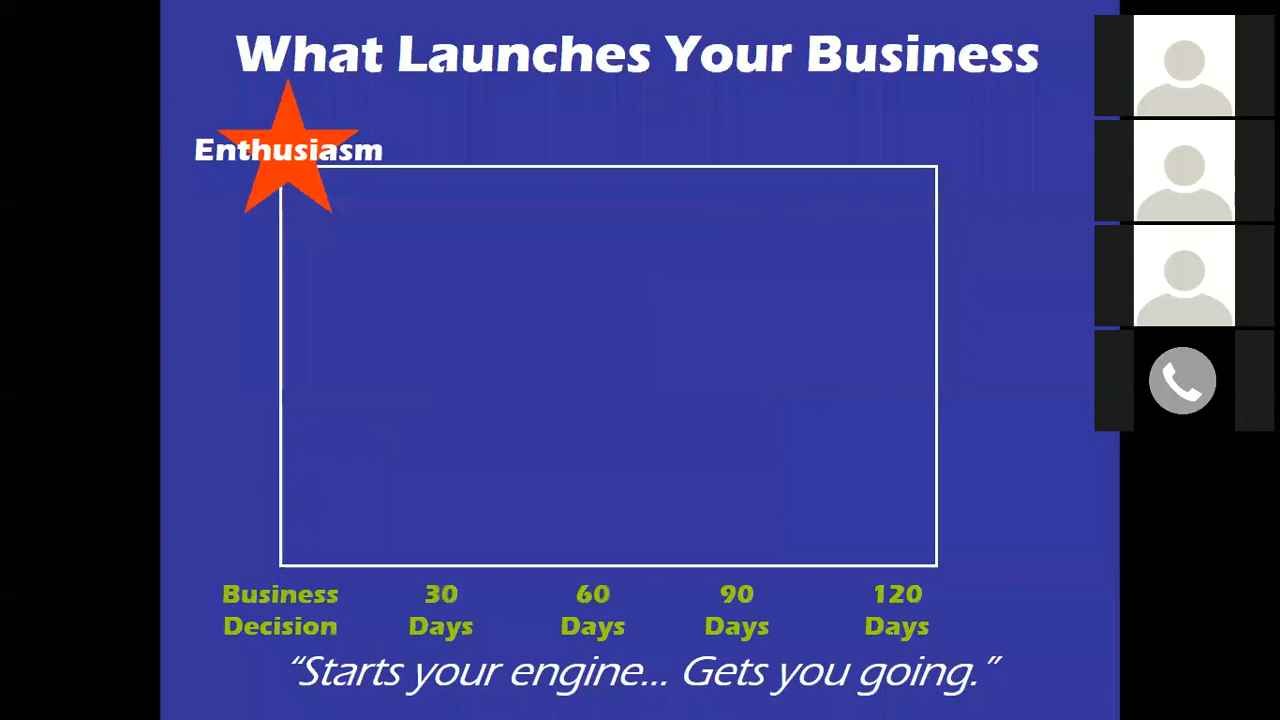 What Launches Your Business
Enthusiasm
Business Decision
30 Days
60 Days
90 Days
120 Days
“Starts your engine... Gets you going.”